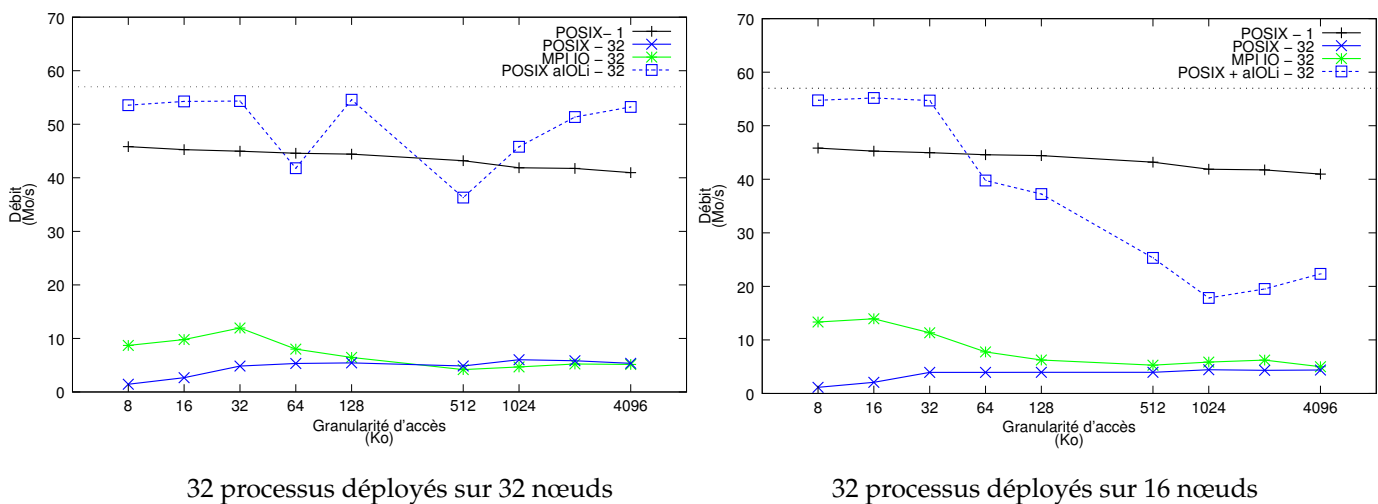 70
60
50
40
30
20
10
0
Débit
(Mo/s)
POSIX– 1
POSIX – 32
MPI IO – 32
POSIX aIOLi – 32
8 16 32 64 128 512 1024 4096
Granularité d'accès
(Ko)
32 processus déployés sur 32 nœuds
70
60
50
40
30
20
10
0
Débit
(Mo/s)
POSIX– 1
POSIX – 32
MPI IO – 32
POSIX + aIOLi – 32
8 16 32 64 128 512 1024 4096
Granularité d'accès
(Ko)
32 processus déployés sur 16 nœuds